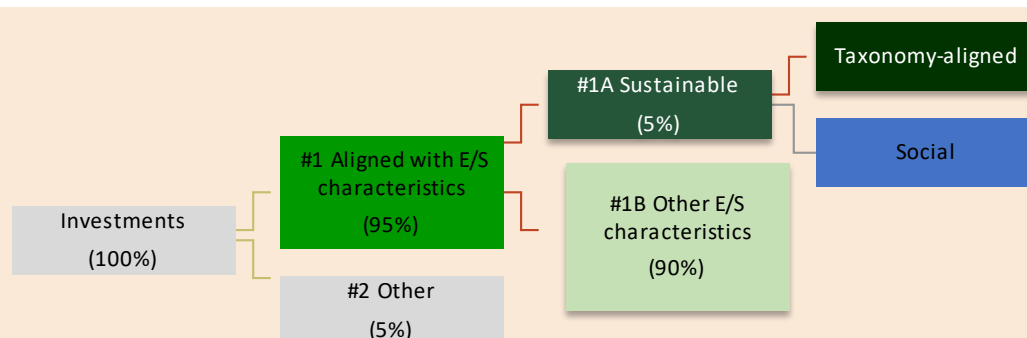 Investments
(100%)
#1 Aligned with E/S
characteristics
(95%)
#2 Other
(5%)
#1A Sustainable
(5%)
#1B Other E/S
characteristics
(90%)
Taxonomy-aligned
Social